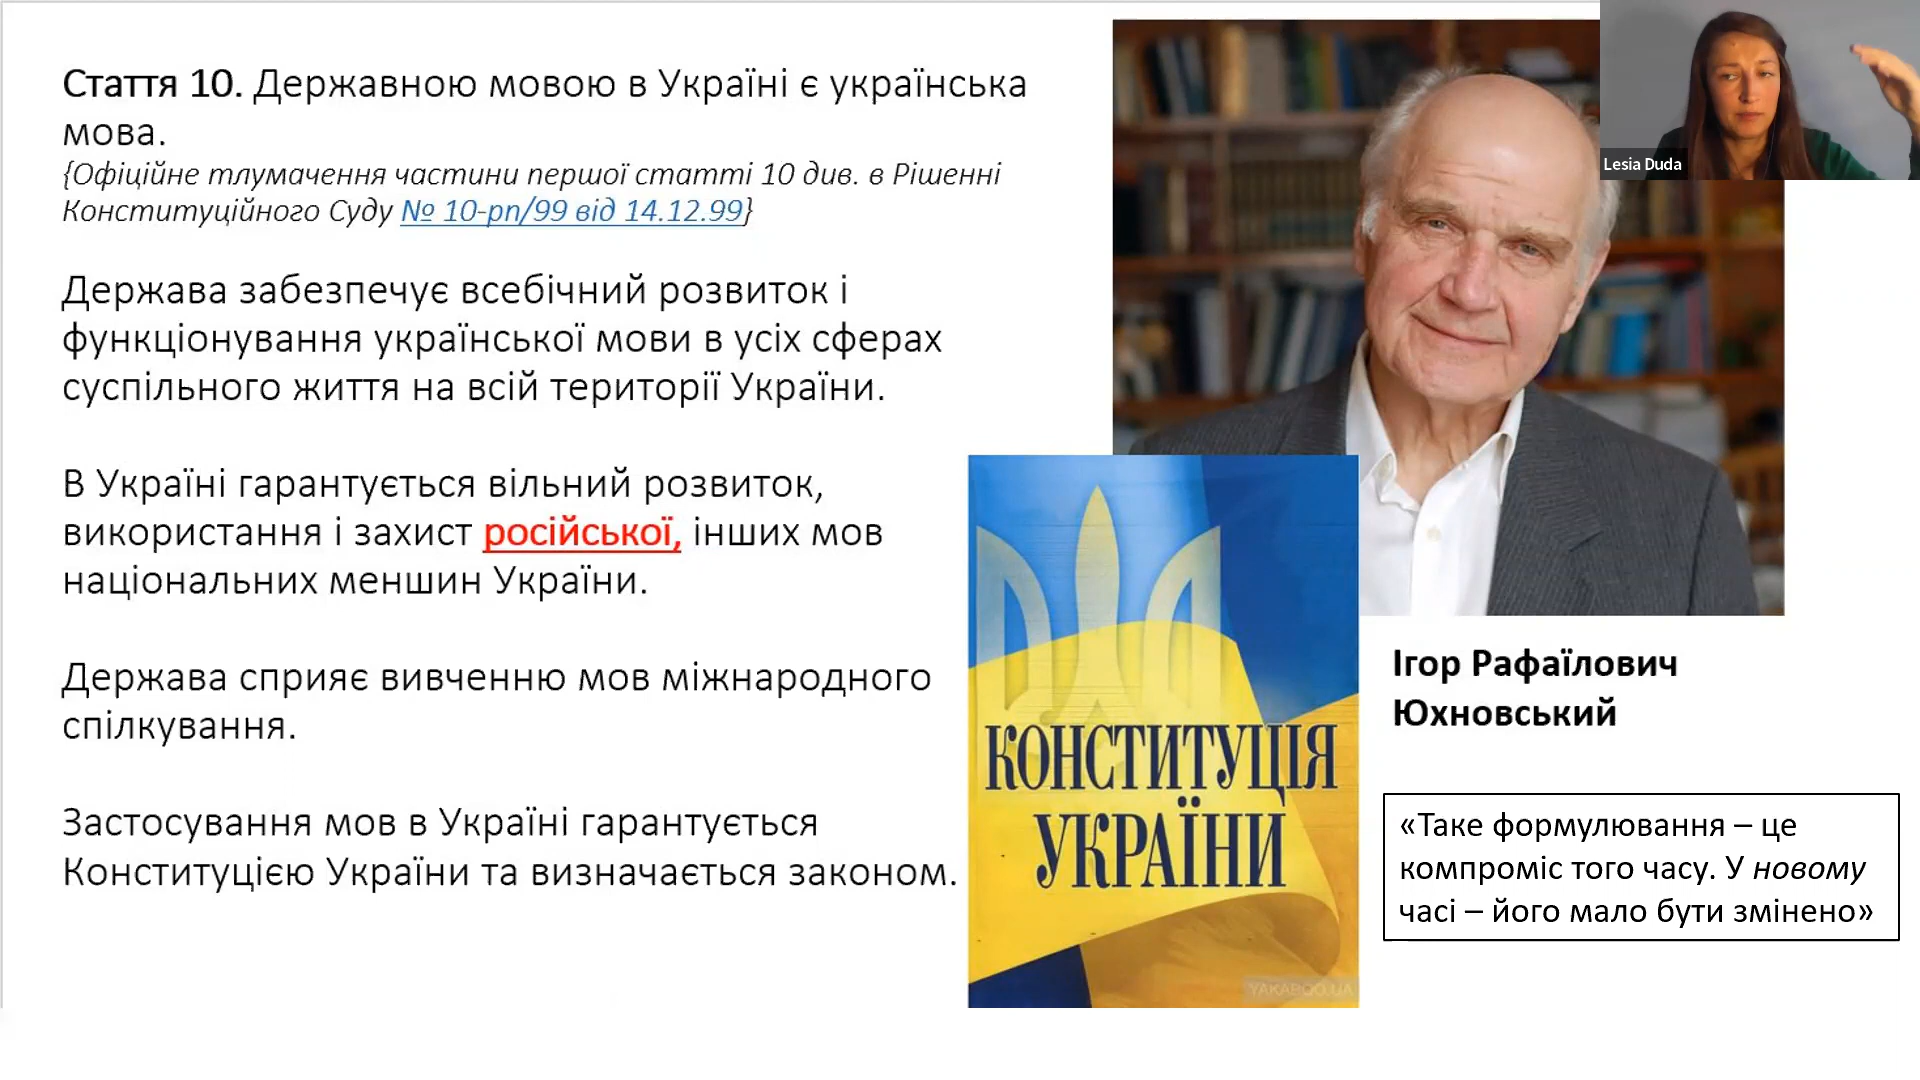 Стаття 10. Державною мовою в Україні є українська
мова.
{Офіційне тлумачення частини першої статті 10 див. в Рішенні
Конституційного Суду № 10-рп/99 від 14.12.99}
Держава забезпечує всебічний розвиток і
функціонування української мови в усіх сферах
суспільного життя на всій території України.
В Україні гарантується вільний розвиток,
використання і захист російської, інших мов
національних меншин України.
Держава сприяє вивченню мов міжнародного
спілкування.
Застосування мов в Україні гарантується
Конституцією України та визначається законом.
Lesia Duda
КОНСТИТУЦІЯ
УКРАЇНИ
YAKABOO.UA
Ігор Рафаїлович
Юхновський
«Таке формулювання – це
компроміс того часу. У новому
часі – його мало бути змінено»